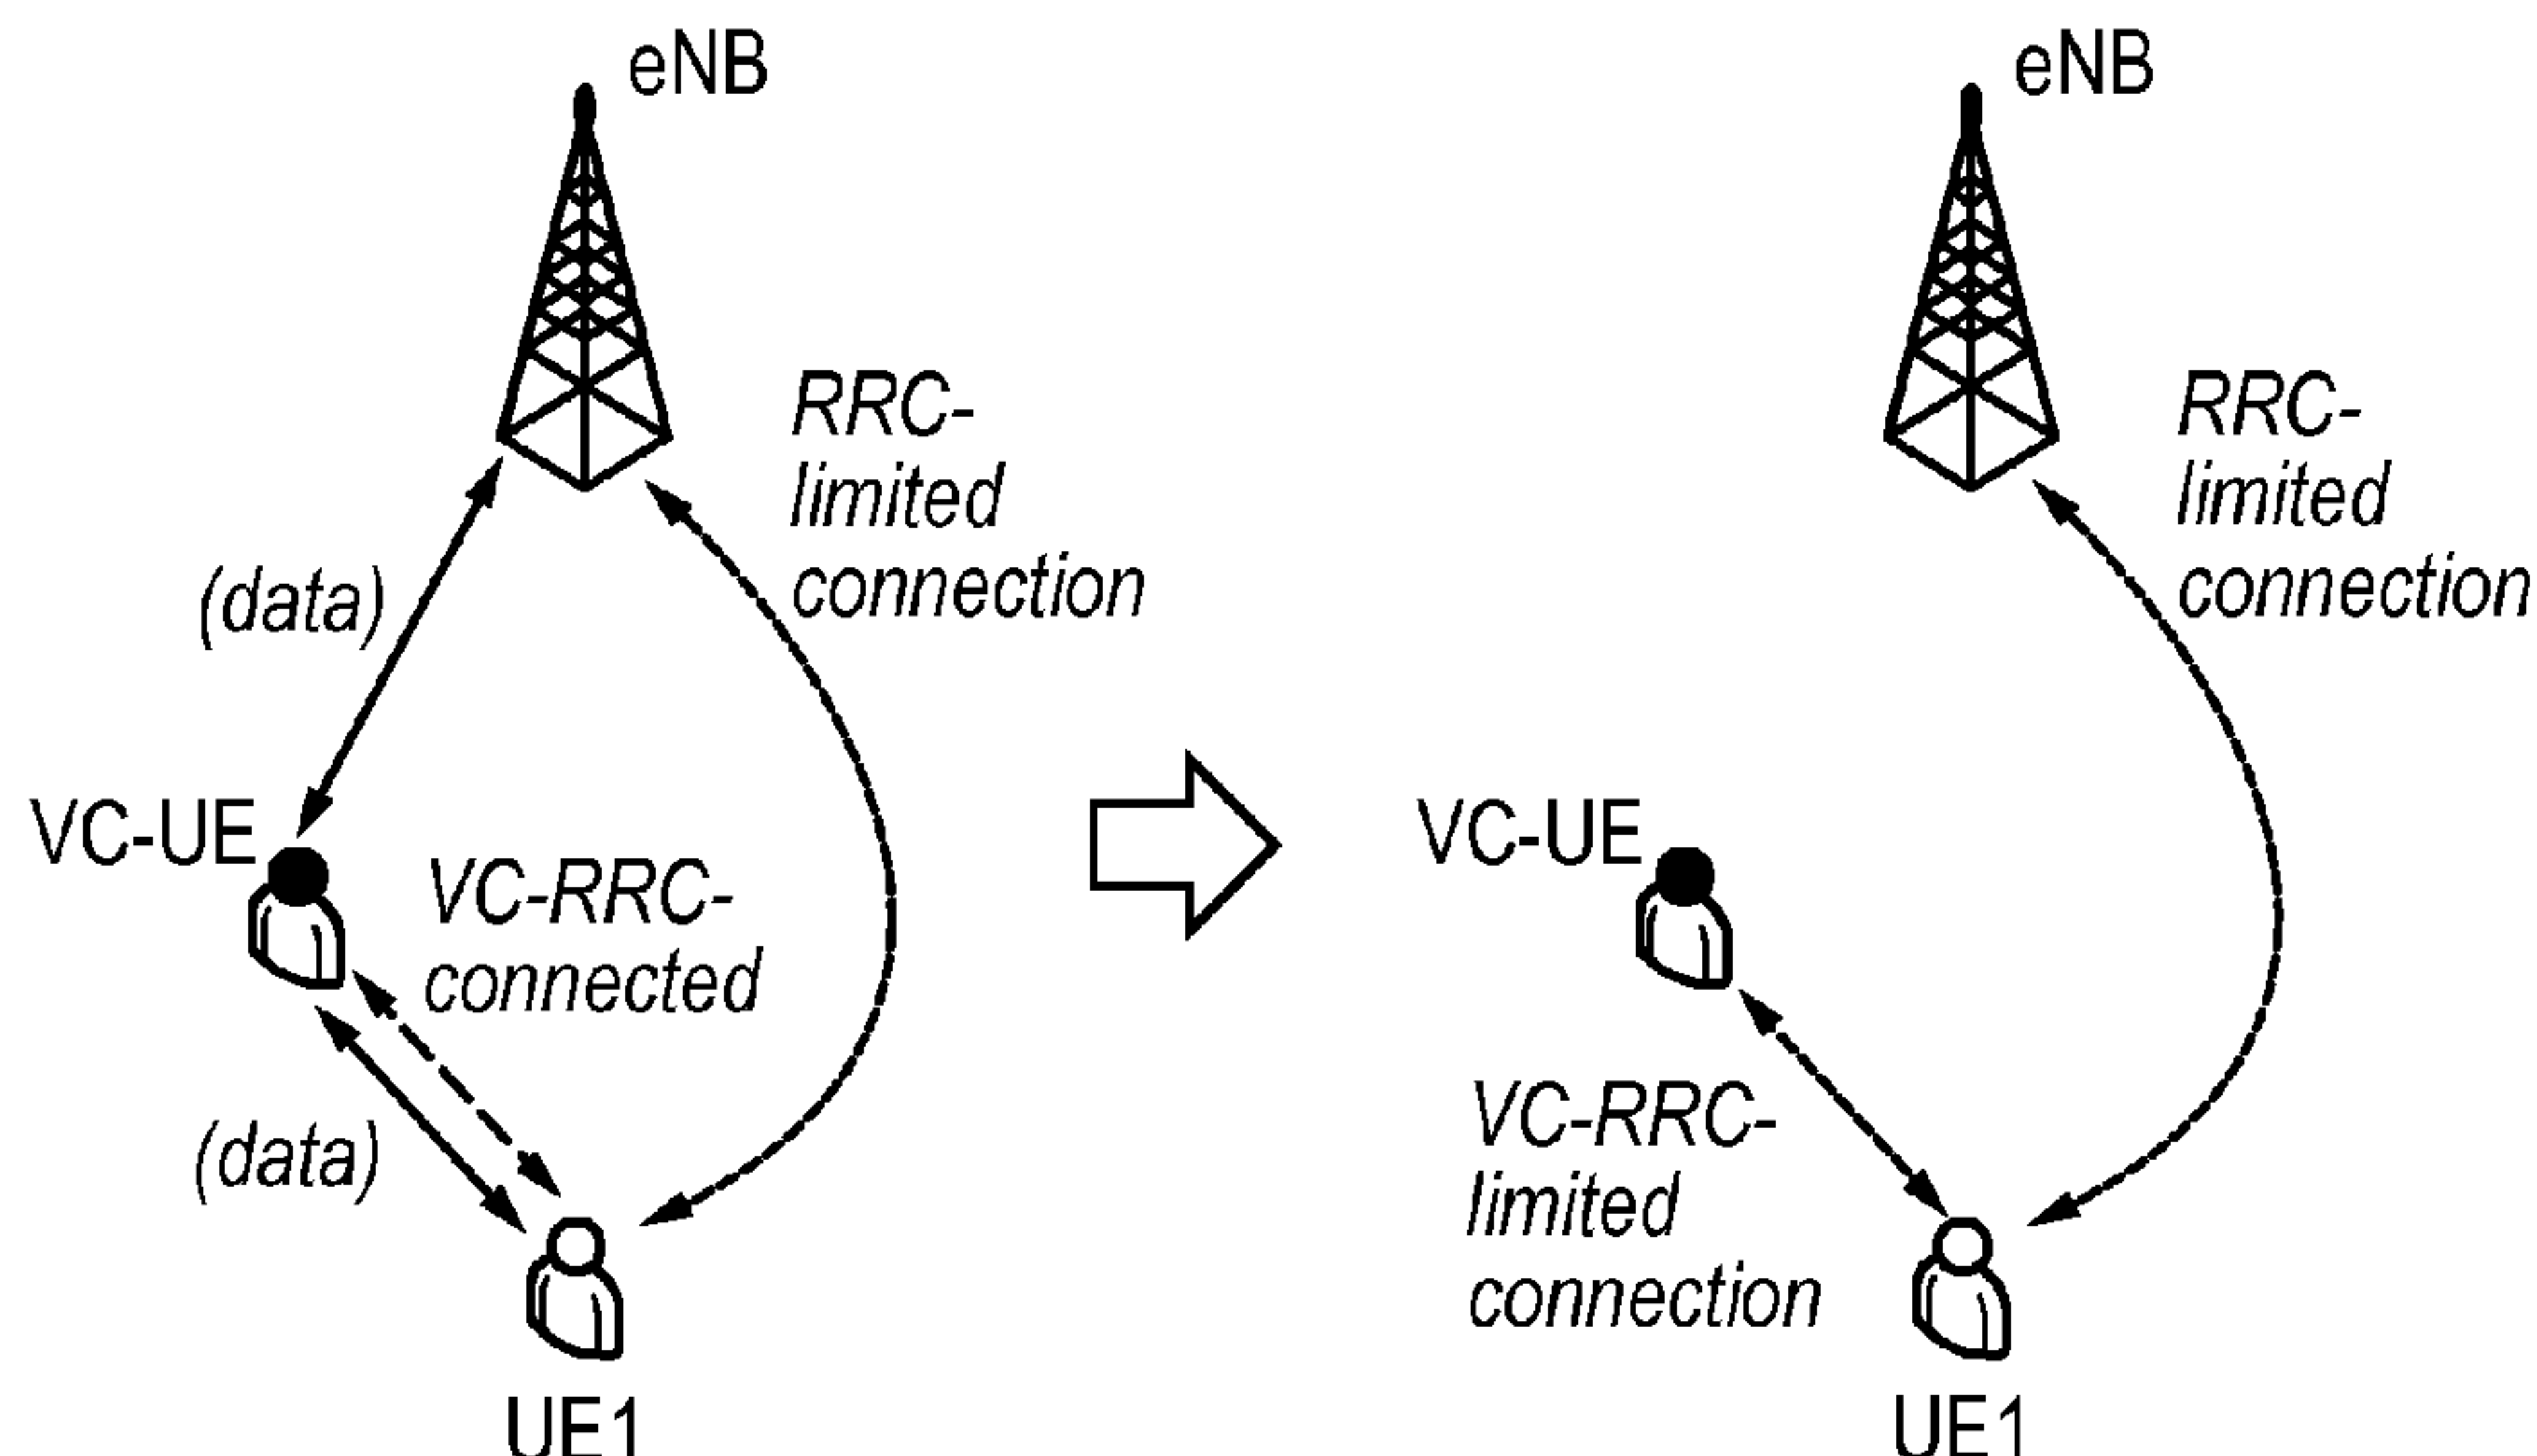 eNB
RRC-
limited
connection
(data)
VC-UE
VC-RRC-
connected
(data)
UE1
eNB
RRC-
limited
connection
VC-UE
VC-RRC-
limited
connection
UE1